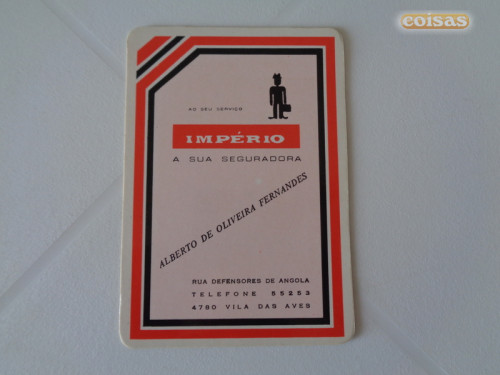 coisas
AO SEU SERVIÇO
IMPÉRIO
A SUA SEGURADORA
ALBERTO DE OLIVEIRA FERNANDES
RUA DEFENSORES DE ANGOLA
TELEFONE 55253
4780 VILA DAS AVES